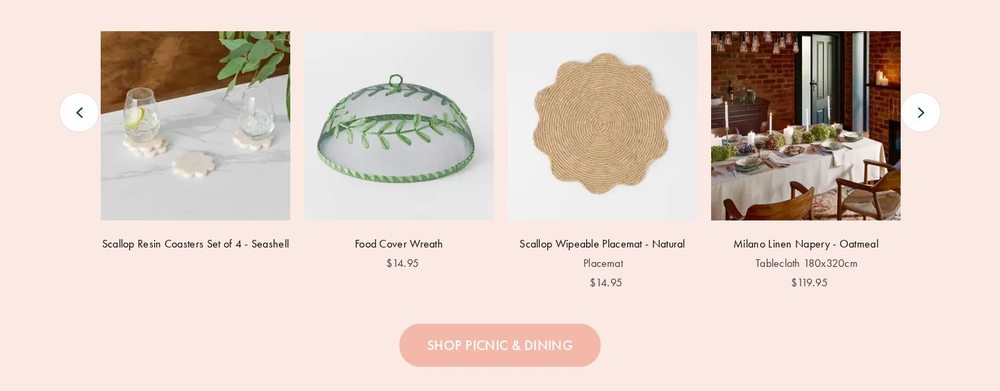 Scallop Resin Coasters Set of 4 - Seashell
Food Cover Wreath
$14.95
Scallop Wipeable Placemat - Natural
Placemat
$14.95
Milano Linen Napery - Oatmeal
Tablecloth 180x320cm
$119.95
SHOP PICNIC & DINING